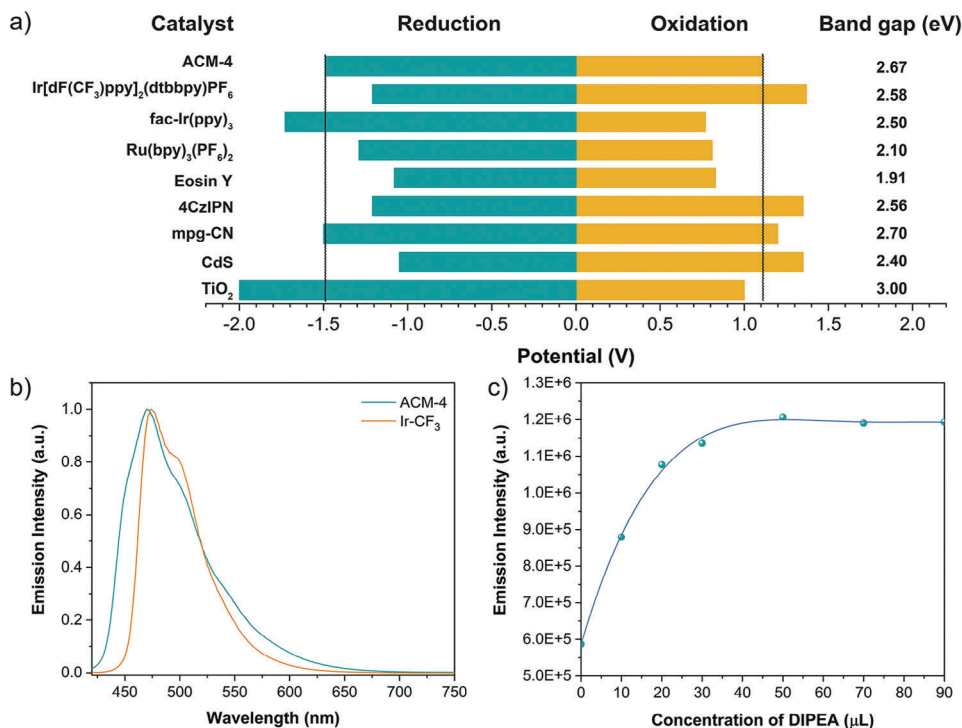 a) Catalyst Reduction Oxidation Band gap (eV)
ACM-4 2.67
Ir[dF(CF₃)ppy]₂(dtbbpy)PF₆ 2.58
fac-Ir(ppy)₃ 2.50
Ru(bpy)₃(PF₆)₂ 2.10
Eosin Y 1.91
4CzIPN 2.56
mpg-CN 2.70
CdS 2.40
TiO₂ 3.00
-2.0 -1.5 -1.0 -0.5 0.0 0.5 1.0 1.5 2.0
Potential (V)
b)
Emission Intensity (a.u.)
1.0
0.8
0.6
0.4
0.2
0.0
ACM-4
Ir-CF₃
450 500 550 600 650 700 750
Wavelength (nm)
c)
Emission Intensity (a.u.)
1.3E+6
1.2E+6
1.1E+6
1.0E+6
9.0E+5
8.0E+5
7.0E+5
6.0E+5
5.0E+5
0 10 20 30 40 50 60 70 80 90
Concentration of DIPEA (μL)